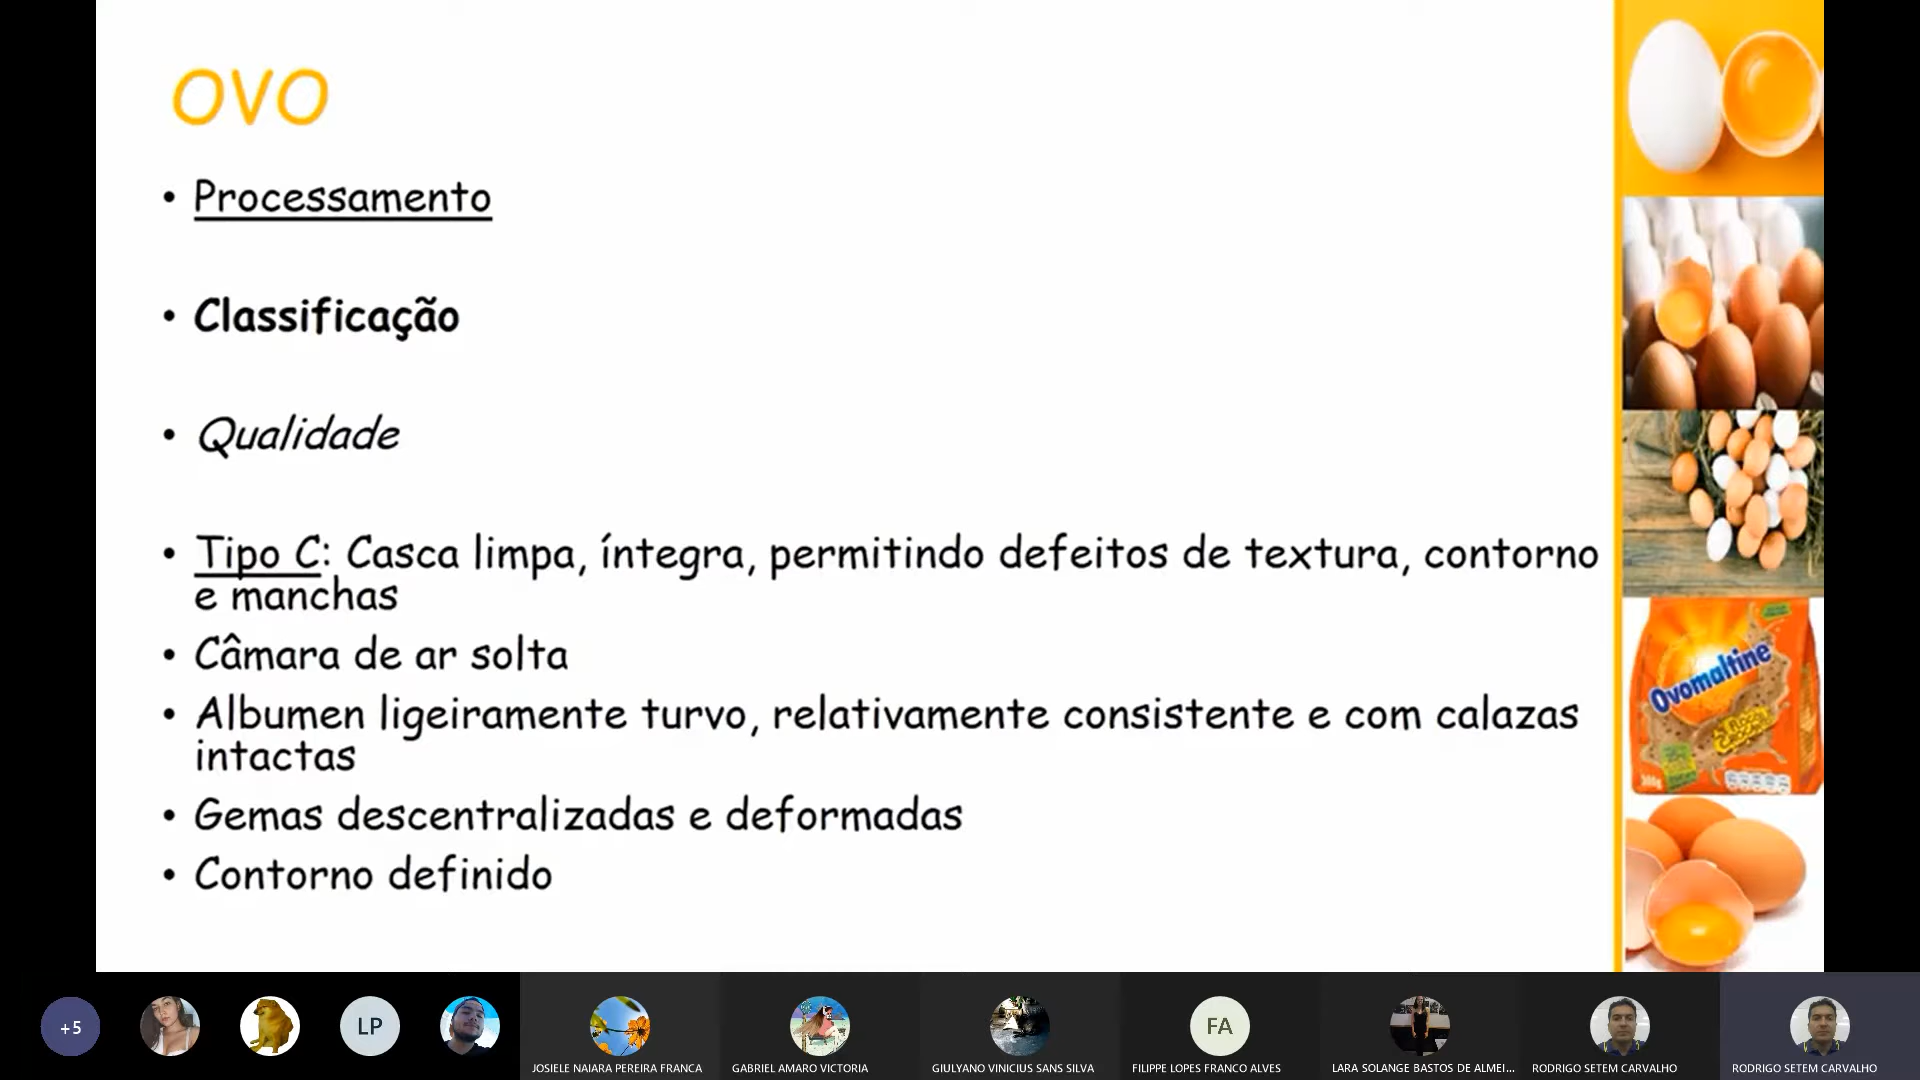 OVO
• Processamento
• Classificação
• Qualidade
• Tipo C: Casca limpa, íntegra, permitindo defeitos de textura, contorno
e manchas
• Câmara de ar solta
• Albumen ligeiramente turvo, relativamente consistente e com calazas
intactas
• Gemas descentralizadas e deformadas
• Contorno definido
Ovomaltine
+5
LP
FA
JOSIELE NAIARA PEREIRA FRANCA
GABRIEL AMARO VICTORIA
GIULYANO VINICIUS SANS SILVA
FILIPPE LOPES FRANCO ALVES
LARA SOLANGE BASTOS DE ALMEI...
RODRIGO SETEM CARVALHO
RODRIGO SETEM CARVALHO